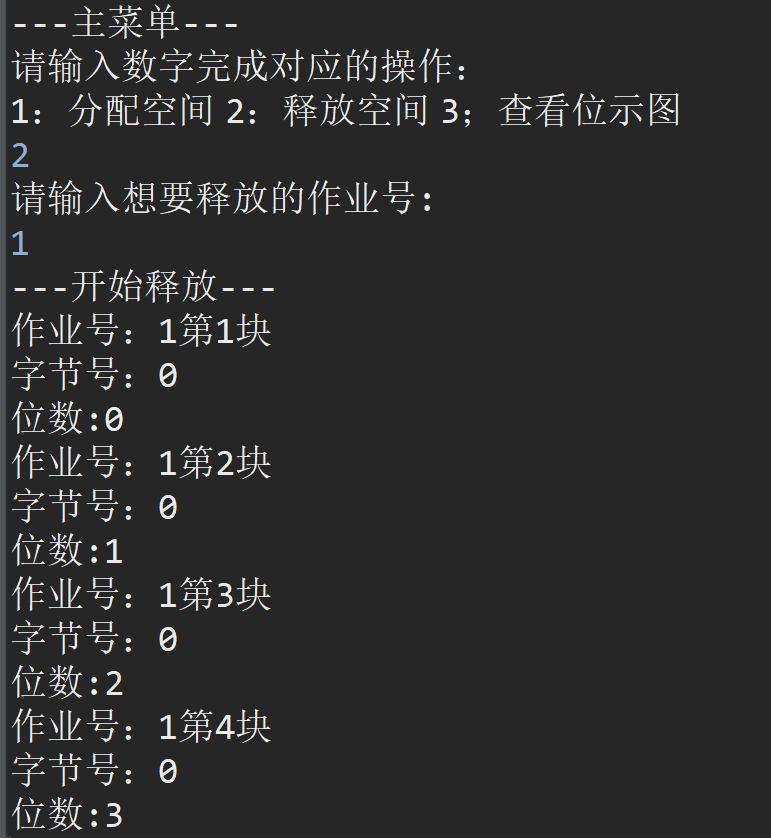 ---主菜单---
请输入数字完成对应的操作：
1：分配空间 2：释放空间 3；查看位示图
2
请输入想要释放的作业号：
1
---开始释放---
作业号：1第1块
字节号：0
位数:0
作业号：1第2块
字节号：0
位数:1
作业号：1第3块
字节号：0
位数:2
作业号：1第4块
字节号：0
位数:3